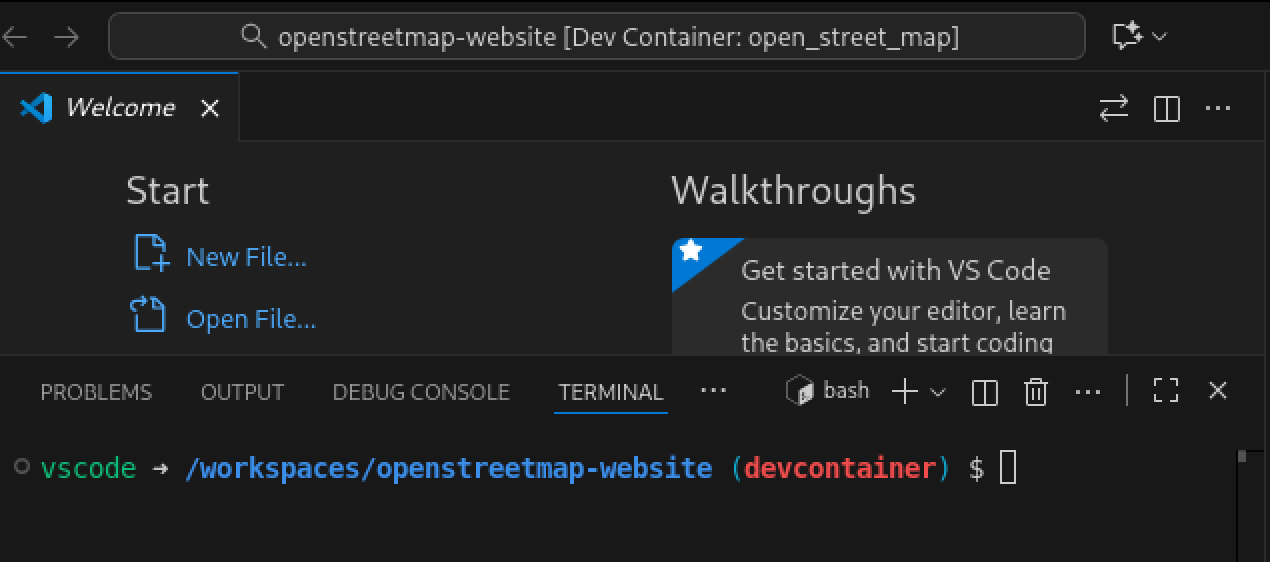 openstreetmap-website [Dev Container: open_street_map]
Welcome
Start
New File...
Open File...
Walkthroughs
Get started with VS Code
Customize your editor, learn
the basics, and start coding
PROBLEMS OUTPUT DEBUG CONSOLE TERMINAL ··· bash
vscode → /workspaces/openstreetmap-website (devcontainer) $